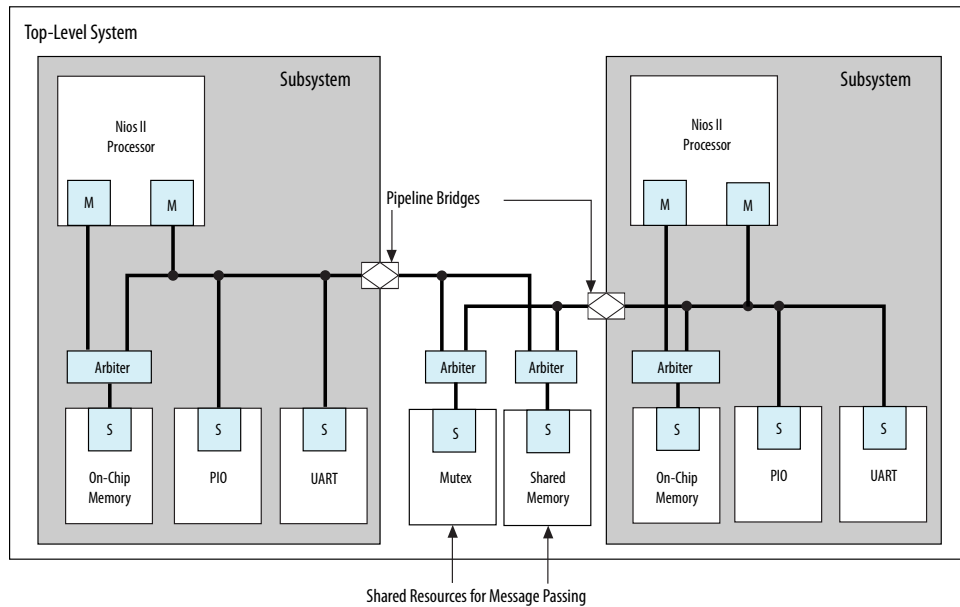 Top-Level System
Subsystem
Nios II
Processor
M
M
Arbiter
S
On-Chip
Memory
S
PIO
S
UART
Pipeline Bridges
Arbiter
Arbiter
S
Mutex
S
Shared
Memory
Subsystem
Nios II
Processor
M
M
Arbiter
S
On-Chip
Memory
S
PIO
S
UART
Shared Resources for Message Passing